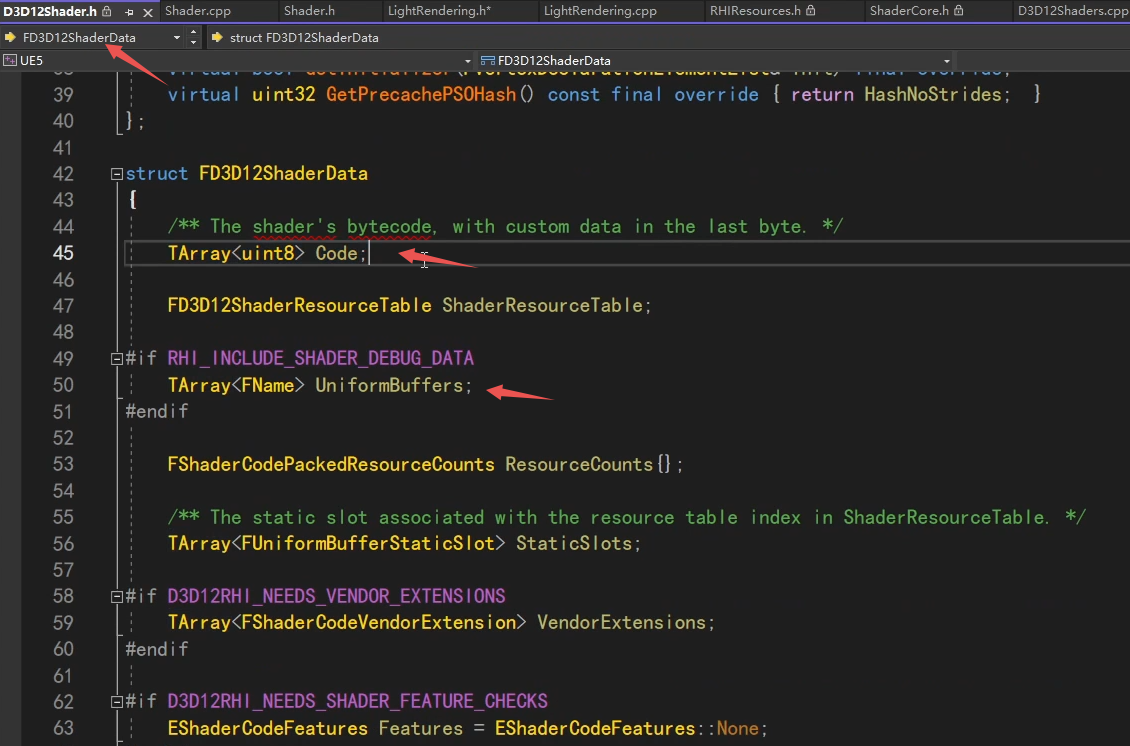 D3D12Shader.h Shader.cpp Shader.h LightRendering.h* LightRendering.cpp RHIResources.h ShaderCore.h D3D12Shaders.cpp
FD3D12ShaderData struct FD3D12ShaderData
UE5 FD3D12ShaderData
39 virtual uint32 GetPrecachePSOHash() const final override { return HashNoStrides; }
40 };
41
42 struct FD3D12ShaderData
43 {
44 /** The shader's bytecode, with custom data in the last byte. */
45 TArray<uint8> Code;
46
47 FD3D12ShaderResourceTable ShaderResourceTable;
48
49 #if RHI_INCLUDE_SHADER_DEBUG_DATA
50 TArray<FName> UniformBuffers;
51 #endif
52
53 FShaderCodePackedResourceCounts ResourceCounts{};
54
55 /** The static slot associated with the resource table index in ShaderResourceTable. */
56 TArray<FUniformBufferStaticSlot> StaticSlots;
57
58 #if D3D12RHI_NEEDS_VENDOR_EXTENSIONS
59 TArray<FShaderCodeVendorExtension> VendorExtensions;
60 #endif
61
62 #if D3D12RHI_NEEDS_SHADER_FEATURE_CHECKS
63 EShaderCodeFeatures Features = EShaderCodeFeatures::None;